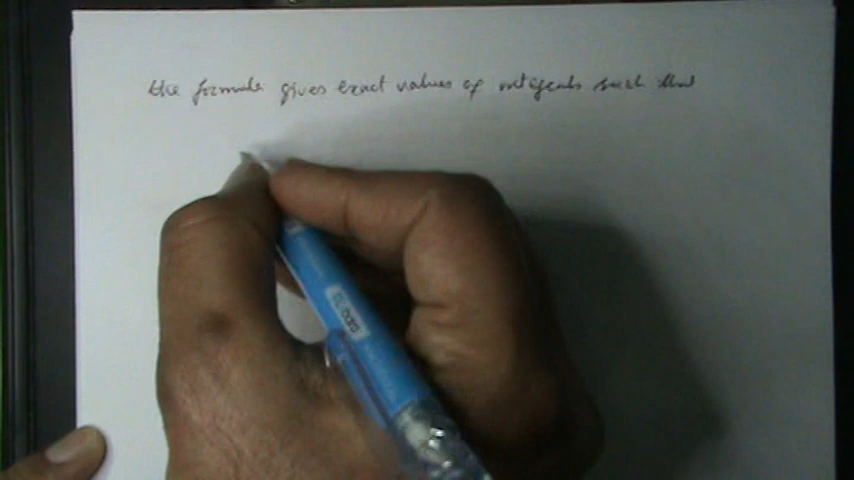 the formula gives exact values of integrals such that